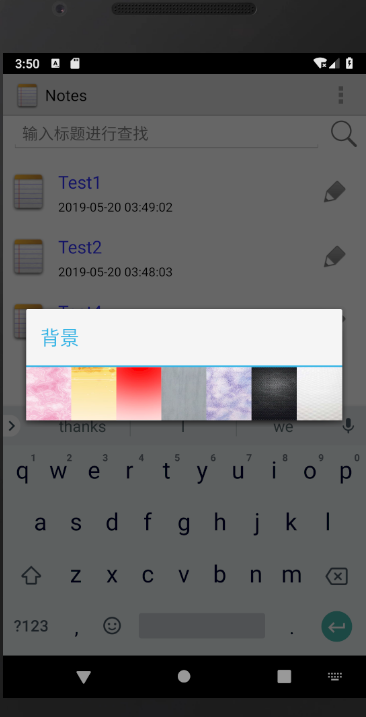 3:50
Notes
输入标题进行查找
Test1
2019-05-20 03:49:02
Test2
2019-05-20 03:48:03
背景
thanks I we
1 2 3 4 5 6 7 8 9 0
q w e r t y u i o p
a s d f g h j k l
z x c v b n m
?123 , .